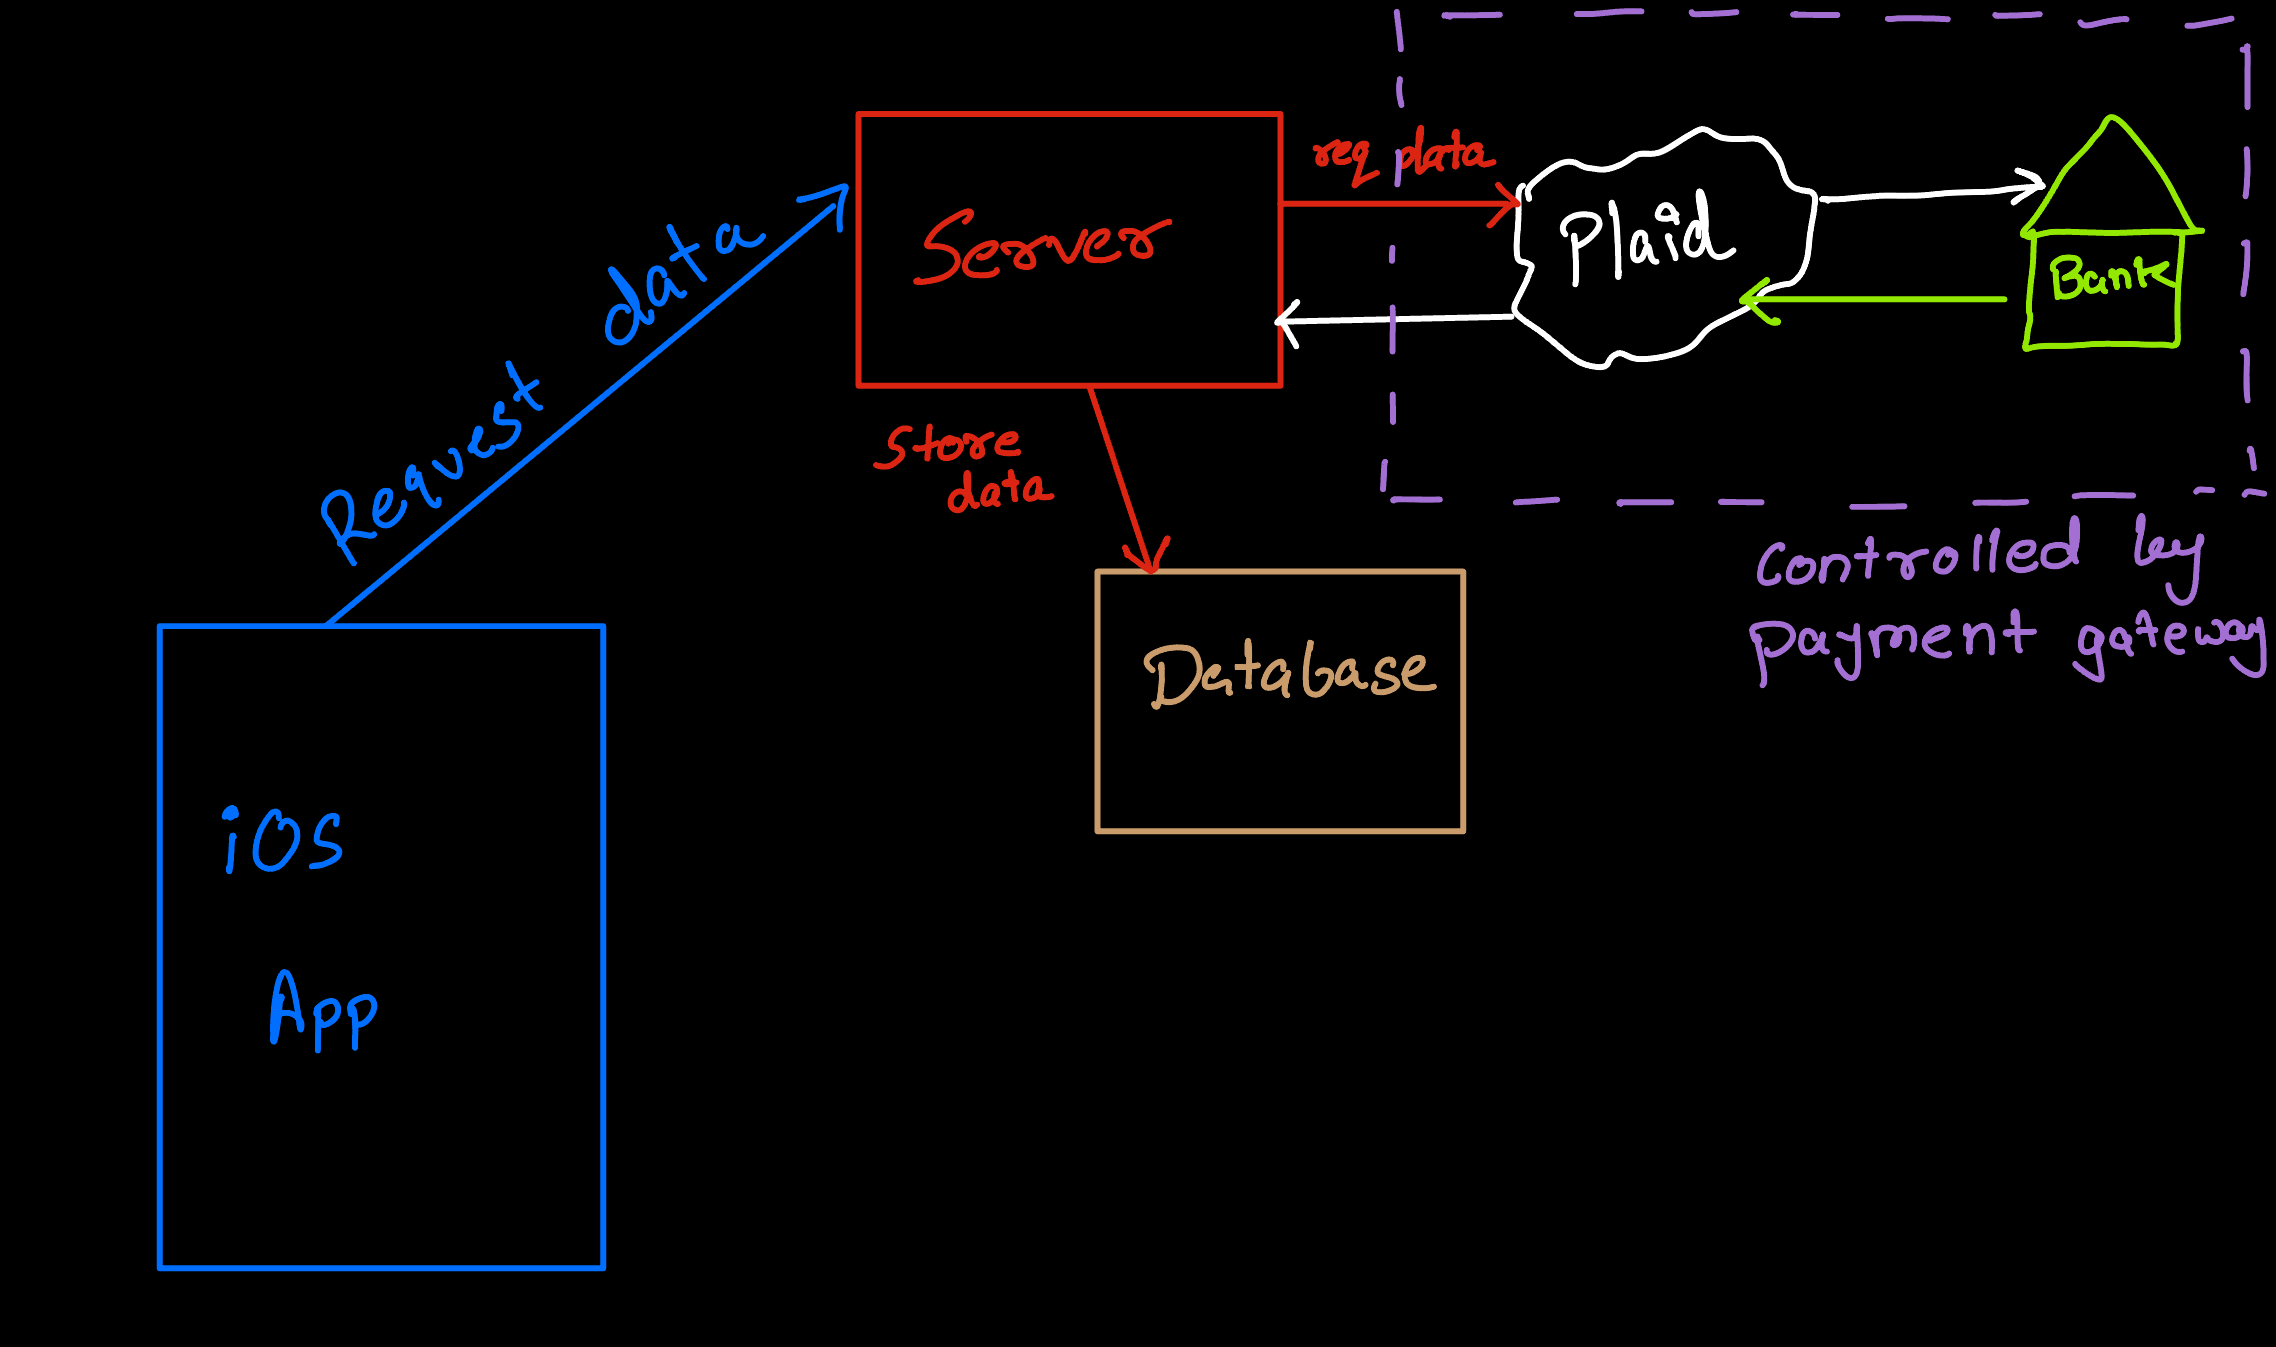 Request data
Server
req data
Plaid
Bank
Store
data
Controlled by
payment gateway
Database
iOS
App